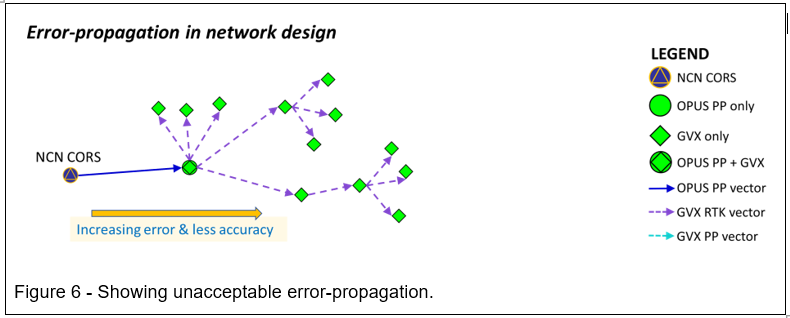 Error-propagation in network design
NCN CORS
Increasing error & less accuracy
LEGEND
NCN CORS
OPUS PP only
GVX only
OPUS PP + GVX
OPUS PP vector
GVX RTK vector
GVX PP vector
Figure 6 - Showing unacceptable error-propagation.